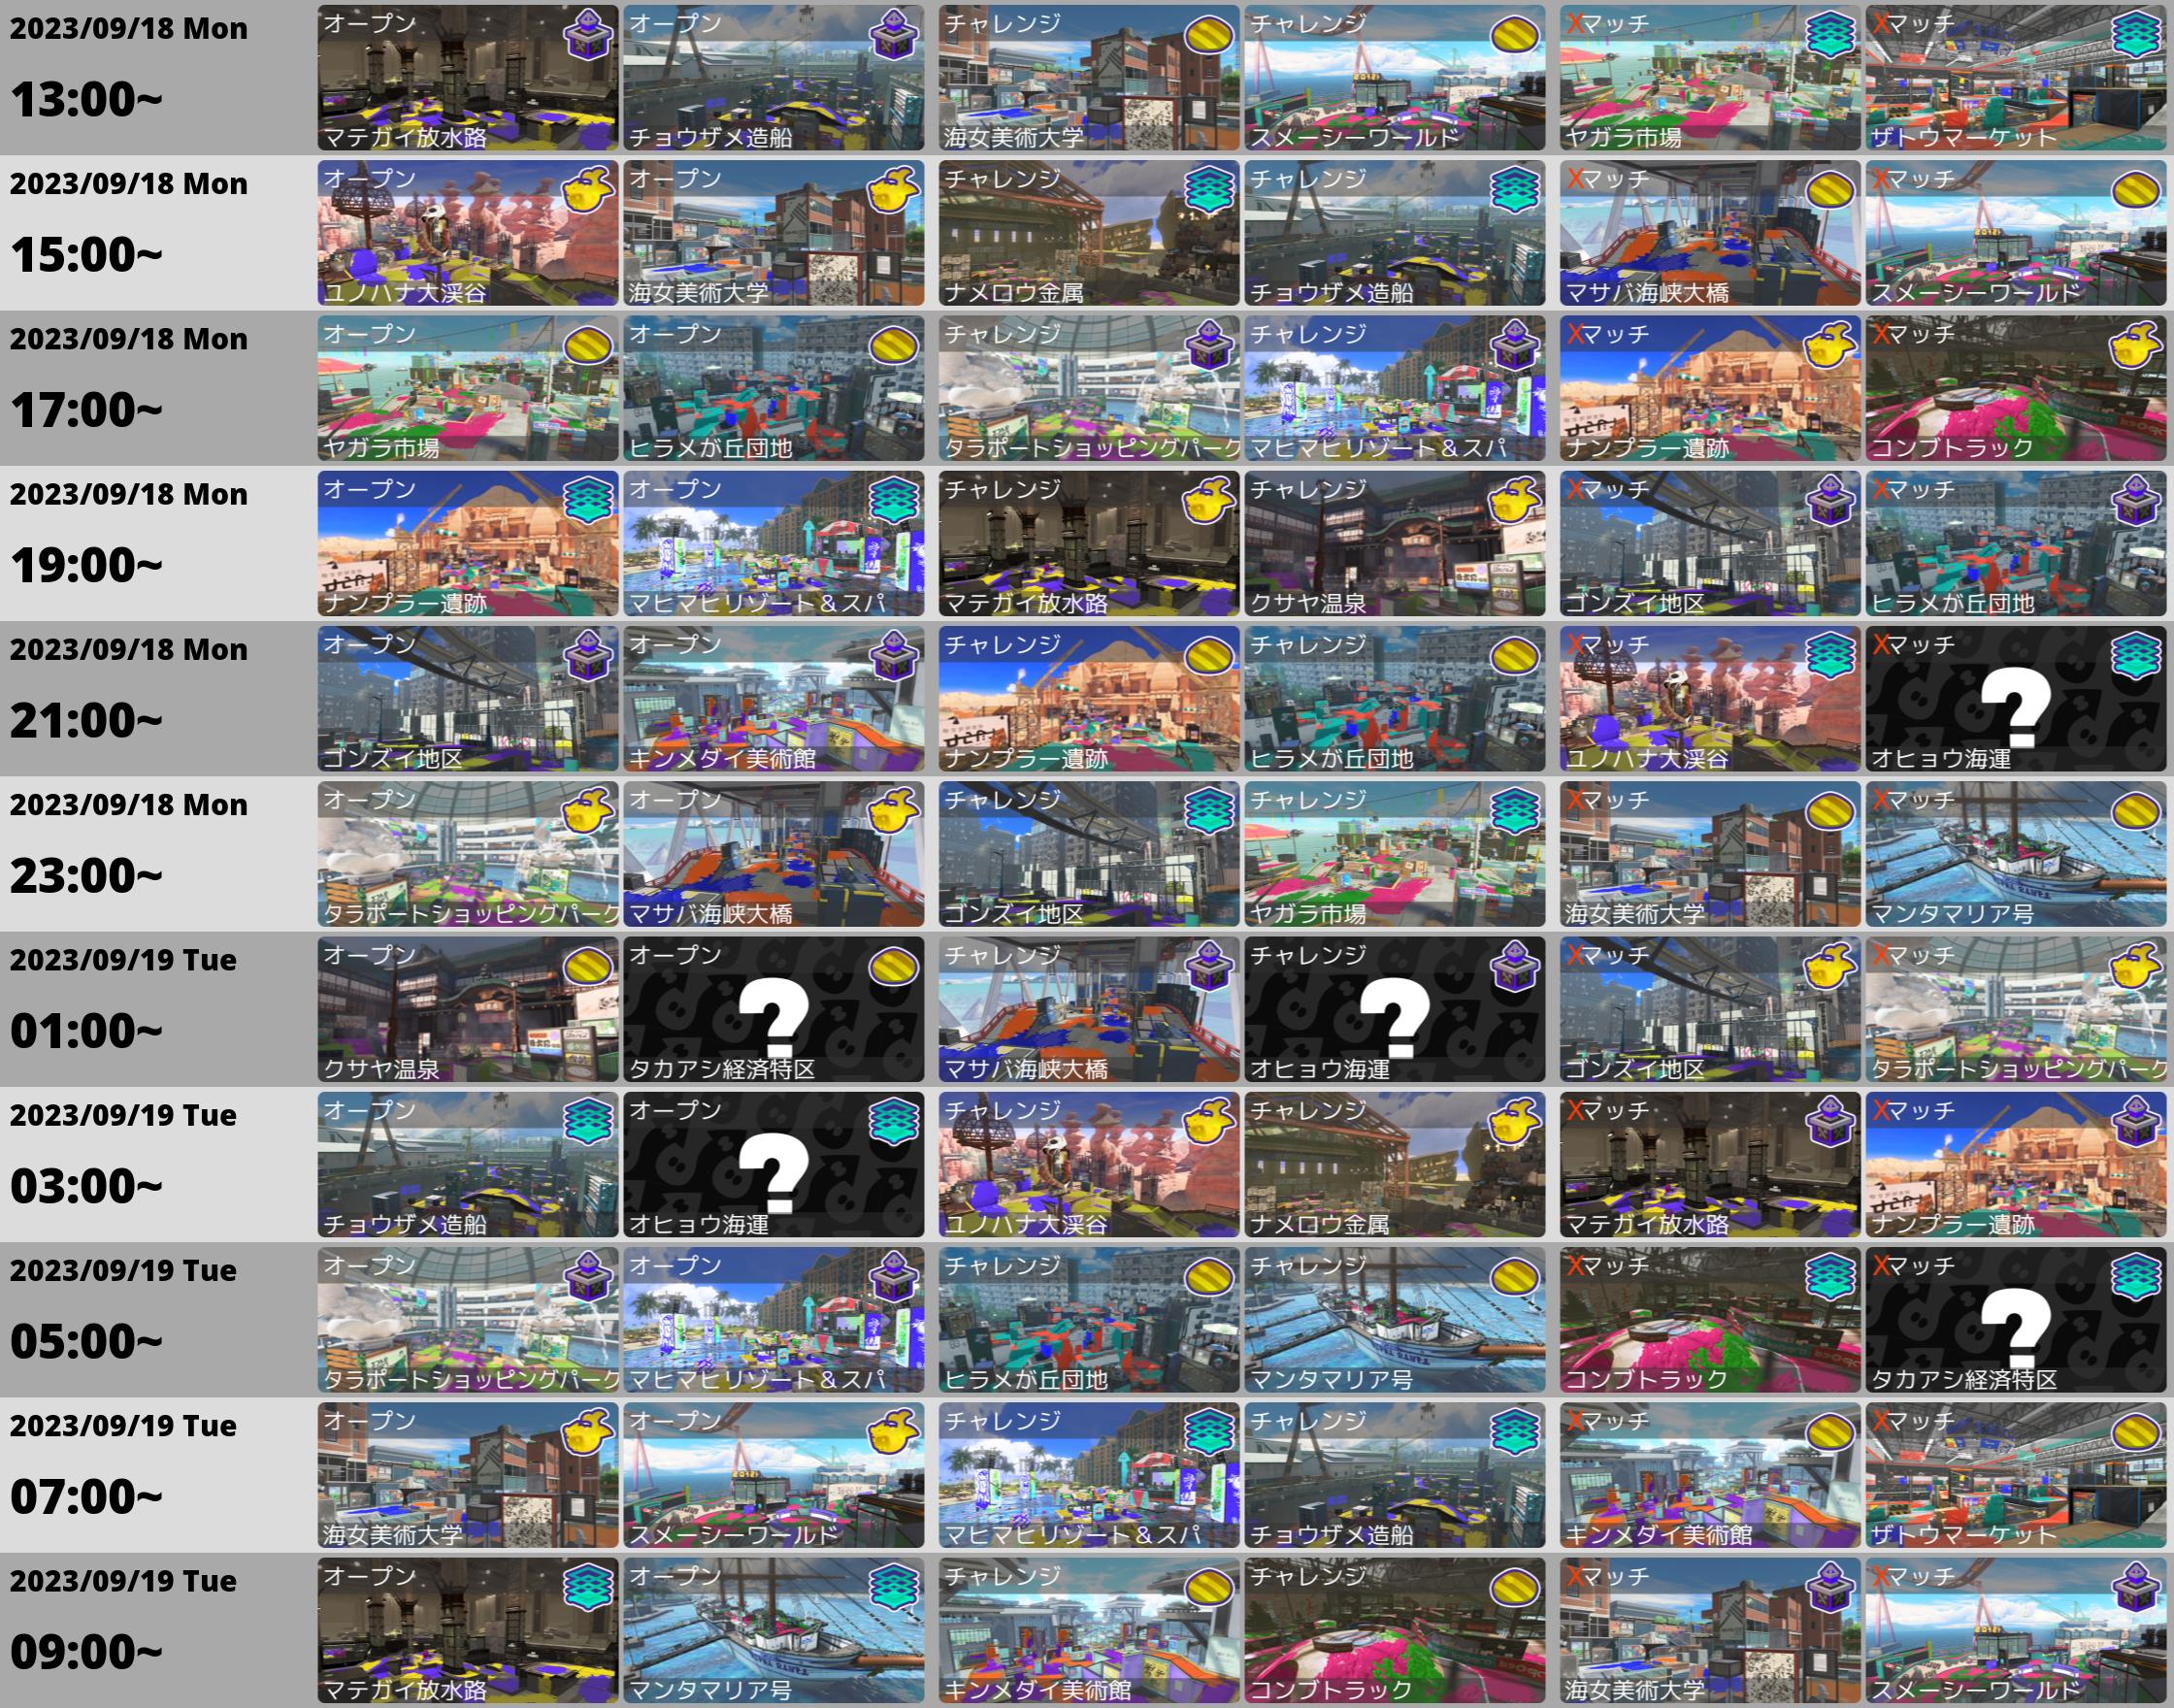 2023/09/18 Mon
13:00~
オープン
マテガイ放水路
オープン
チョウザメ造船
チャレンジ
海女美術大学
チャレンジ
スメーシーワールド
Xマッチ
ヤガラ市場
Xマッチ
ザトウマーケット
2023/09/18 Mon
15:00~
オープン
ユノハナ大渓谷
オープン
海女美術大学
チャレンジ
ナメロウ金属
チャレンジ
チョウザメ造船
Xマッチ
マサバ海峡大橋
Xマッチ
スメーシーワールド
2023/09/18 Mon
17:00~
オープン
ヤガラ市場
オープン
ヒラメが丘団地
チャレンジ
タラポートショッピングパーク
チャレンジ
マヒマヒリゾート＆スパ
Xマッチ
ナンプラー遺跡
Xマッチ
コンブトラック
2023/09/18 Mon
19:00~
オープン
ナンプラー遺跡
オープン
マヒマヒリゾート＆スパ
チャレンジ
マテガイ放水路
チャレンジ
クサヤ温泉
Xマッチ
ゴンズイ地区
Xマッチ
ヒラメが丘団地
2023/09/18 Mon
21:00~
オープン
ゴンズイ地区
オープン
キンメダイ美術館
チャレンジ
ナンプラー遺跡
チャレンジ
ヒラメが丘団地
Xマッチ
ユノハナ大渓谷
Xマッチ
?
オヒョウ海運
2023/09/18 Mon
23:00~
オープン
タラポートショッピングパーク
オープン
マサバ海峡大橋
チャレンジ
ゴンズイ地区
チャレンジ
ヤガラ市場
Xマッチ
海女美術大学
Xマッチ
マンタマリア号
2023/09/19 Tue
01:00~
オープン
クサヤ温泉
オープン
?
タカアシ経済特区
チャレンジ
マサバ海峡大橋
チャレンジ
?
オヒョウ海運
Xマッチ
ゴンズイ地区
Xマッチ
タラポートショッピングパーク
2023/09/19 Tue
03:00~
オープン
チョウザメ造船
オープン
?
オヒョウ海運
チャレンジ
ユノハナ大渓谷
チャレンジ
ナメロウ金属
Xマッチ
マテガイ放水路
Xマッチ
ナンプラー遺跡
2023/09/19 Tue
05:00~
オープン
タラポートショッピングパーク
オープン
マヒマヒリゾート＆スパ
チャレンジ
ヒラメが丘団地
チャレンジ
マンタマリア号
Xマッチ
コンブトラック
Xマッチ
?
タカアシ経済特区
2023/09/19 Tue
07:00~
オープン
海女美術大学
オープン
スメーシーワールド
チャレンジ
マヒマヒリゾート＆スパ
チャレンジ
チョウザメ造船
Xマッチ
キンメダイ美術館
Xマッチ
ザトウマーケット
2023/09/19 Tue
09:00~
オープン
マテガイ放水路
オープン
マンタマリア号
チャレンジ
キンメダイ美術館
チャレンジ
コンブトラック
Xマッチ
海女美術大学
Xマッチ
スメーシーワールド